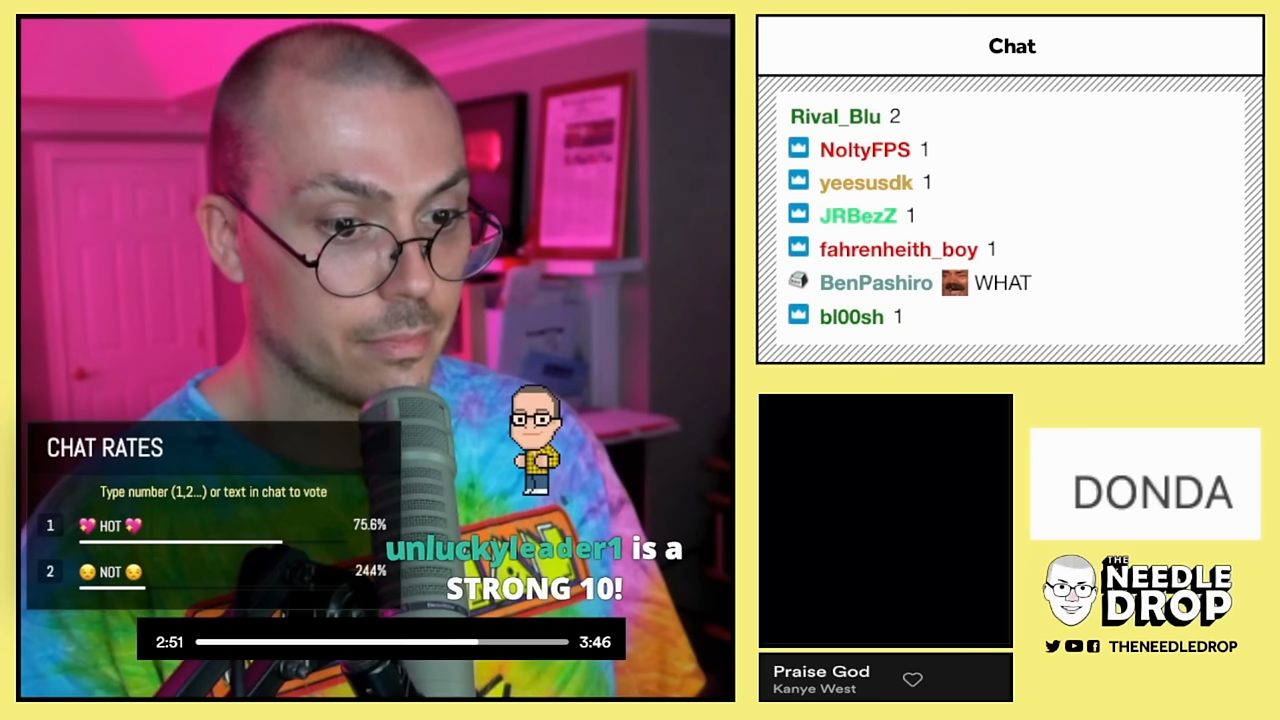 Chat
Rival_Blu 2
NoltyFPS 1
yeesusdk 1
JRBezZ 1
fahrenheith_boy 1
BenPashiro WHAT
bl00sh 1
CHAT RATES
Type number (1,2...) or text in chat to vote
1 💖 HOT 💖 75.6%
2 😒 NOT 😒 244%
unluckyleader1 is a
STRONG 10!
2:51 3:46
DONDA
THE
NEEDLE
DROP
THENEEDLEDROP
Praise God
Kanye West